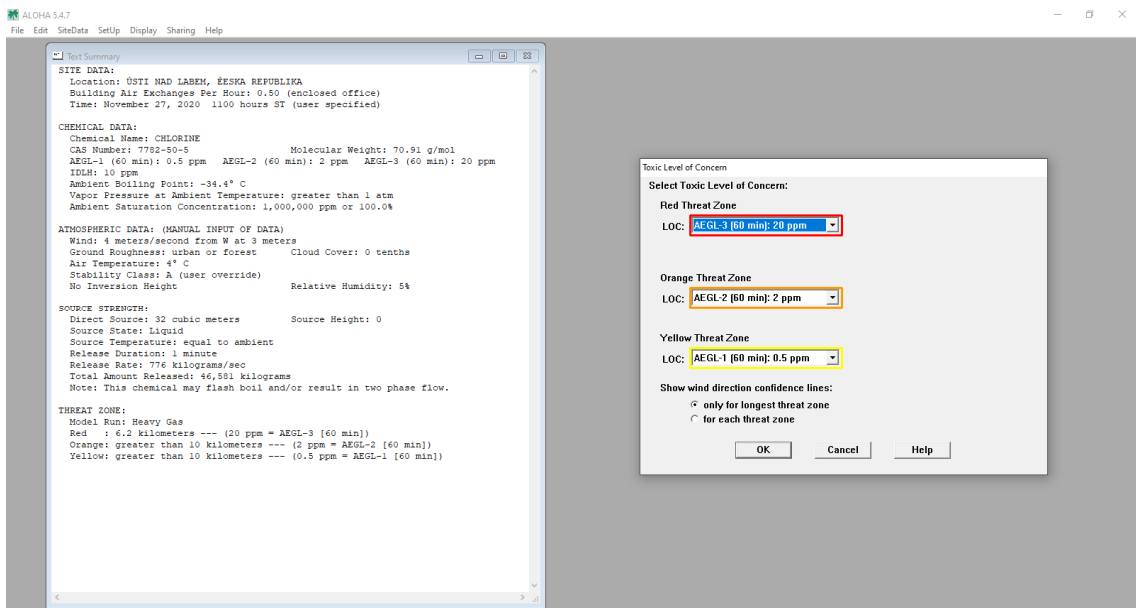 ALOHA 5.4.7
File Edit SiteData SetUp Display Sharing Help
Text Summary
SITE DATA:
Location: ÚSTI NAD LABEM, ÈESKA REPUBLIKA
Building Air Exchanges Per Hour: 0.50 (enclosed office)
Time: November 27, 2020 1100 hours ST (user specified)
CHEMICAL DATA:
Chemical Name: CHLORINE
CAS Number: 7782-50-5 Molecular Weight: 70.91 g/mol
AEGL-1 (60 min): 0.5 ppm AEGL-2 (60 min): 2 ppm AEGL-3 (60 min): 20 ppm
IDLH: 10 ppm
Ambient Boiling Point: -34.4° C
Vapor Pressure at Ambient Temperature: greater than 1 atm
Ambient Saturation Concentration: 1,000,000 ppm or 100.0%
ATMOSPHERIC DATA: (MANUAL INPUT OF DATA)
Wind: 4 meters/second from W at 3 meters
Ground Roughness: urban or forest Cloud Cover: 0 tenths
Air Temperature: 4° C
Stability Class: A (user override)
No Inversion Height Relative Humidity: 5%
SOURCE STRENGTH:
Direct Source: 32 cubic meters Source Height: 0
Source State: Liquid
Source Temperature: equal to ambient
Release Duration: 1 minute
Release Rate: 776 kilograms/sec
Total Amount Released: 46,581 kilograms
Note: This chemical may flash boil and/or result in two phase flow.
THREAT ZONE:
Model Run: Heavy Gas
Red : 6.2 kilometers --- (20 ppm = AEGL-3 [60 min])
Orange: greater than 10 kilometers --- (2 ppm = AEGL-2 [60 min])
Yellow: greater than 10 kilometers --- (0.5 ppm = AEGL-1 [60 min])
Toxic Level of Concern
Select Toxic Level of Concern:
Red Threat Zone
LOC: AEGL-3 (60 min): 20 ppm
Orange Threat Zone
LOC: AEGL-2 (60 min): 2 ppm
Yellow Threat Zone
LOC: AEGL-1 (60 min): 0.5 ppm
Show wind direction confidence lines:
only for longest threat zone
for each threat zone
OK Cancel Help